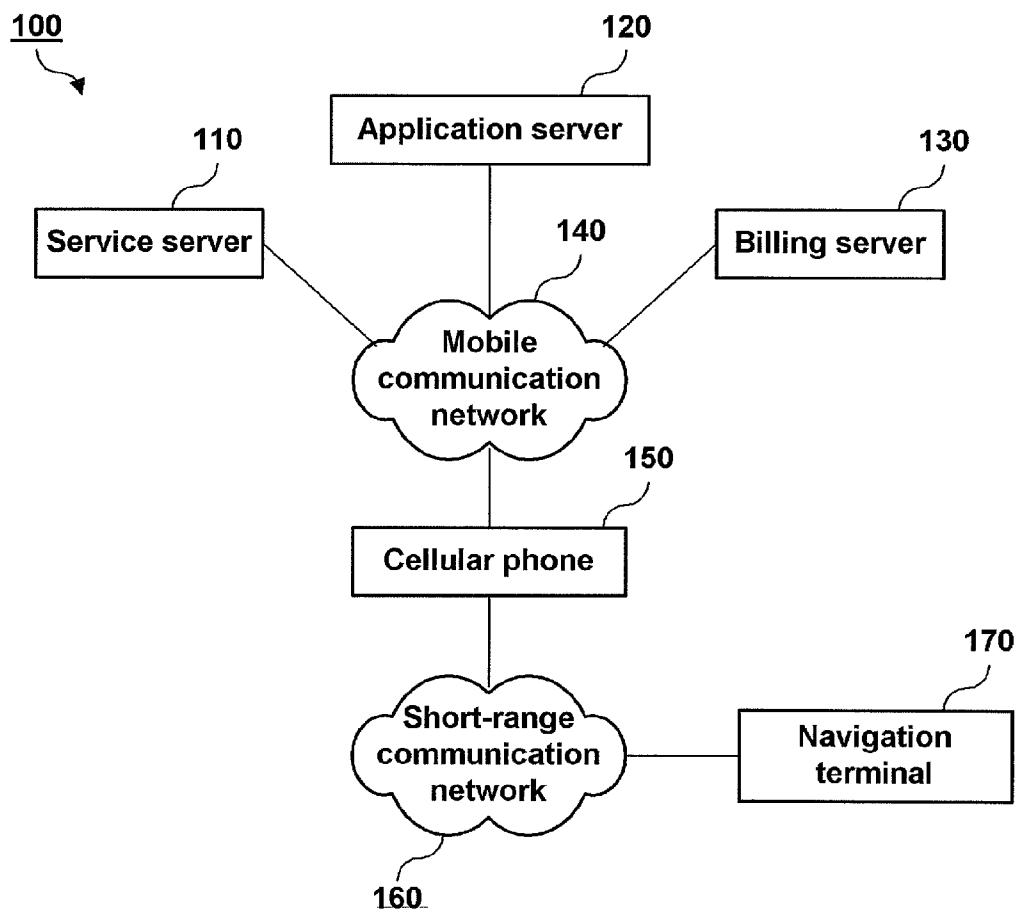 100
120
Application server
110
130
Service server
Billing server
140
Mobile
communication
network
150
Cellular phone
170
Short-range
communication
network
Navigation
terminal
160